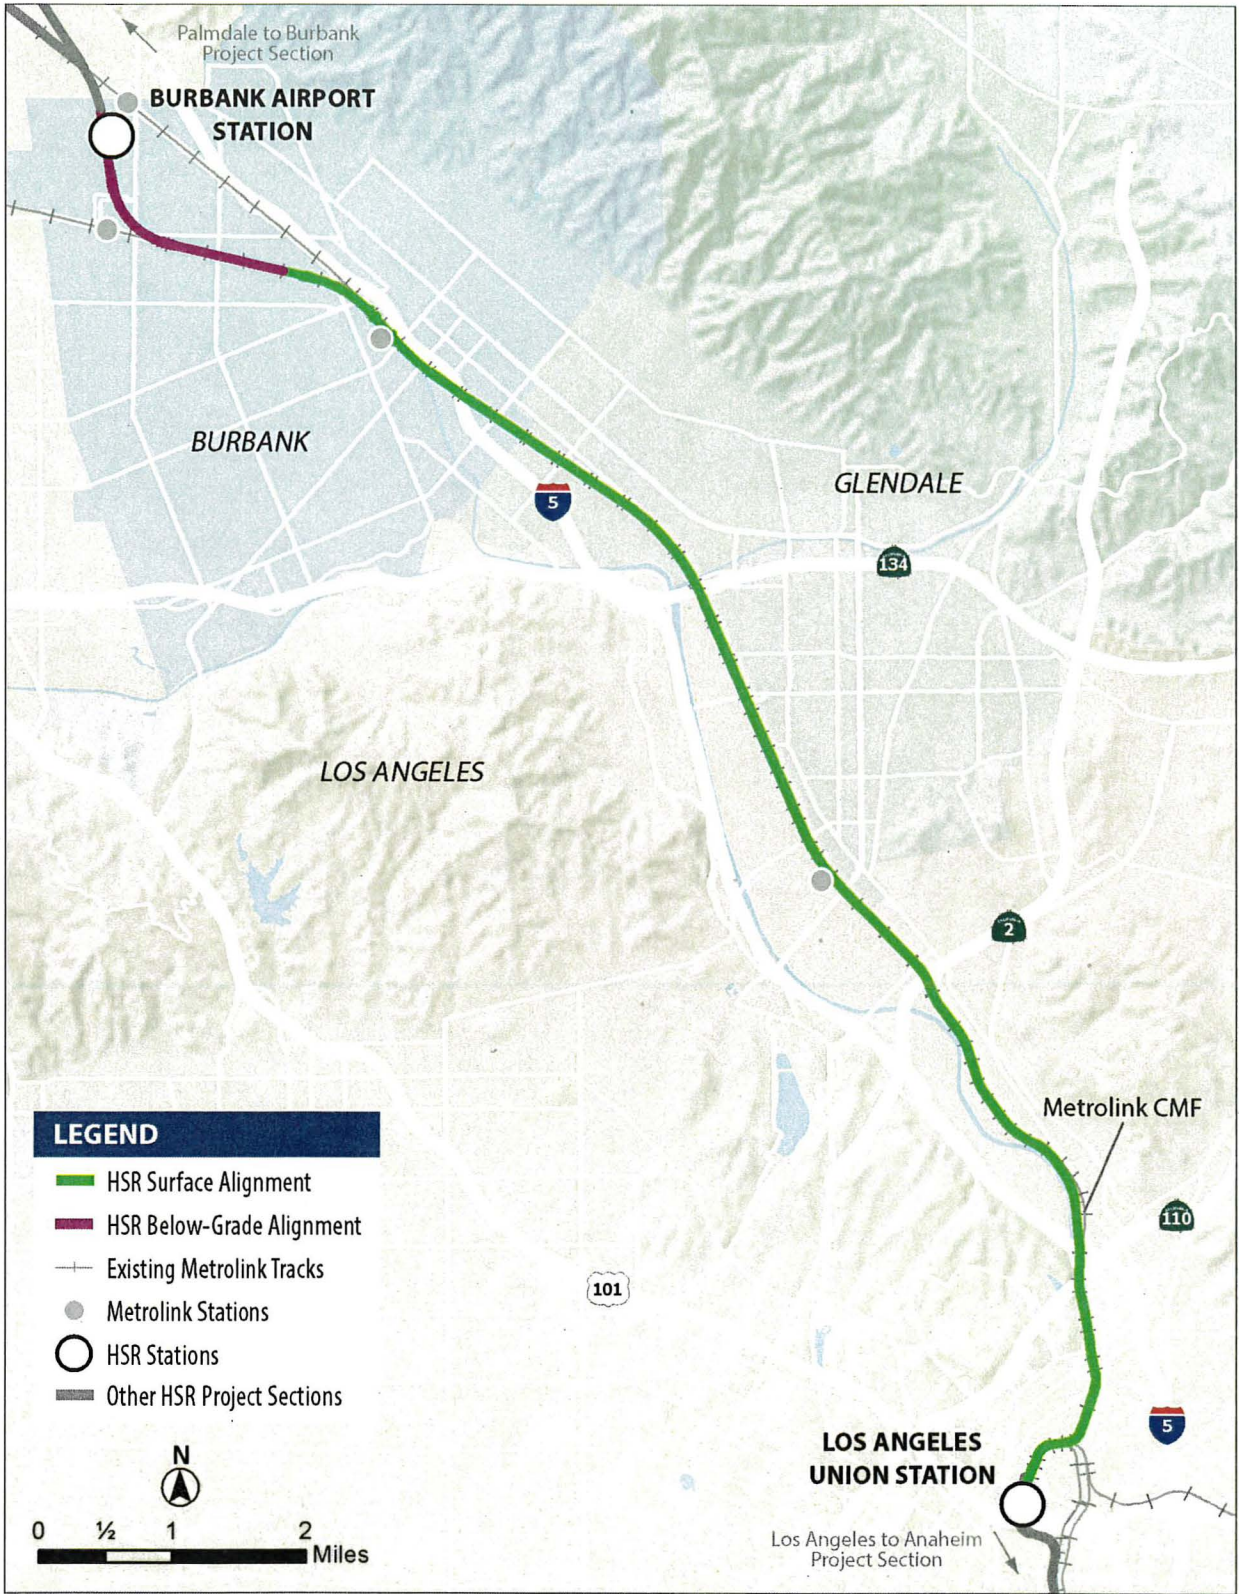 Palmdale to Burbank
Project Section
BURBANK AIRPORT
STATION
BURBANK
5
GLENDALE
134
LOS ANGELES
2
Metrolink CMF
110
101
LEGEND
HSR Surface Alignment
HSR Below-Grade Alignment
Existing Metrolink Tracks
Metrolink Stations
HSR Stations
Other HSR Project Sections
N
0 ½ 1 2
Miles
5
LOS ANGELES
UNION STATION
Los Angeles to Anaheim
Project Section